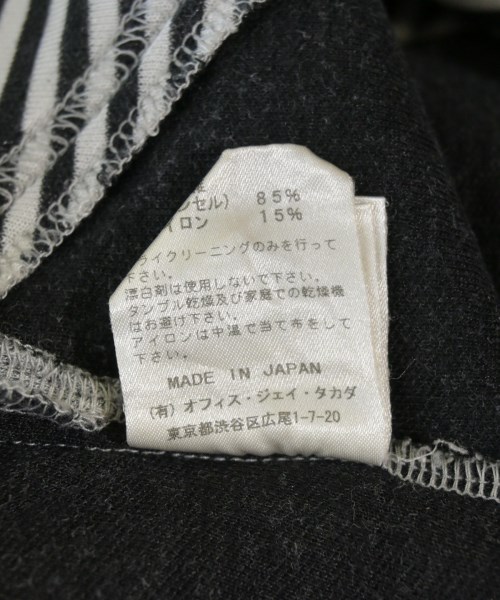 ンセル) 85%
イロン 15%
ライクリーニングのみを行って
下さい。
漂白剤は使用しないで下さい。
タンブル乾燥及び家庭での乾燥機
はお避け下さい。
アイロンは中温で当て布をして
下さい。
MADE IN JAPAN
(有) オフィス・ジェイ・タカダ
東京都渋谷区広尾1-7-20